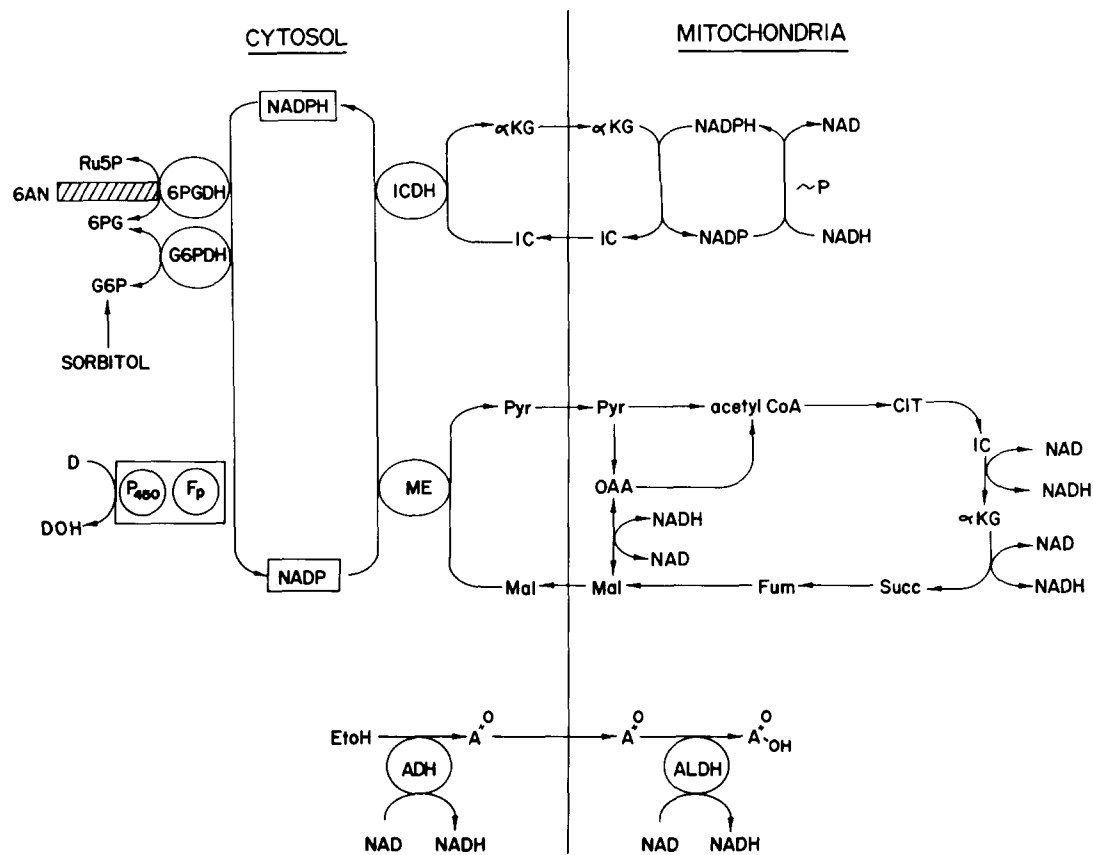 CYTOSOL
MITOCHONDRIA
NADPH
αKG
αKG
NADPH
NAD
Ru5P
6AN
6PGDH
ICDH
~P
6PG
IC
IC
NADP
NADH
G6PDH
G6P
SORBITOL
Pyr
Pyr
acetyl CoA
CIT
IC
NAD
D
P450
Fp
ME
OAA
NADH
DOH
NADH
αKG
NAD
NAD
NADP
Mal
Mal
Fum
Succ
NADH
EtoH
A O
A O
A O OH
ADH
ALDH
NAD
NADH
NAD
NADH